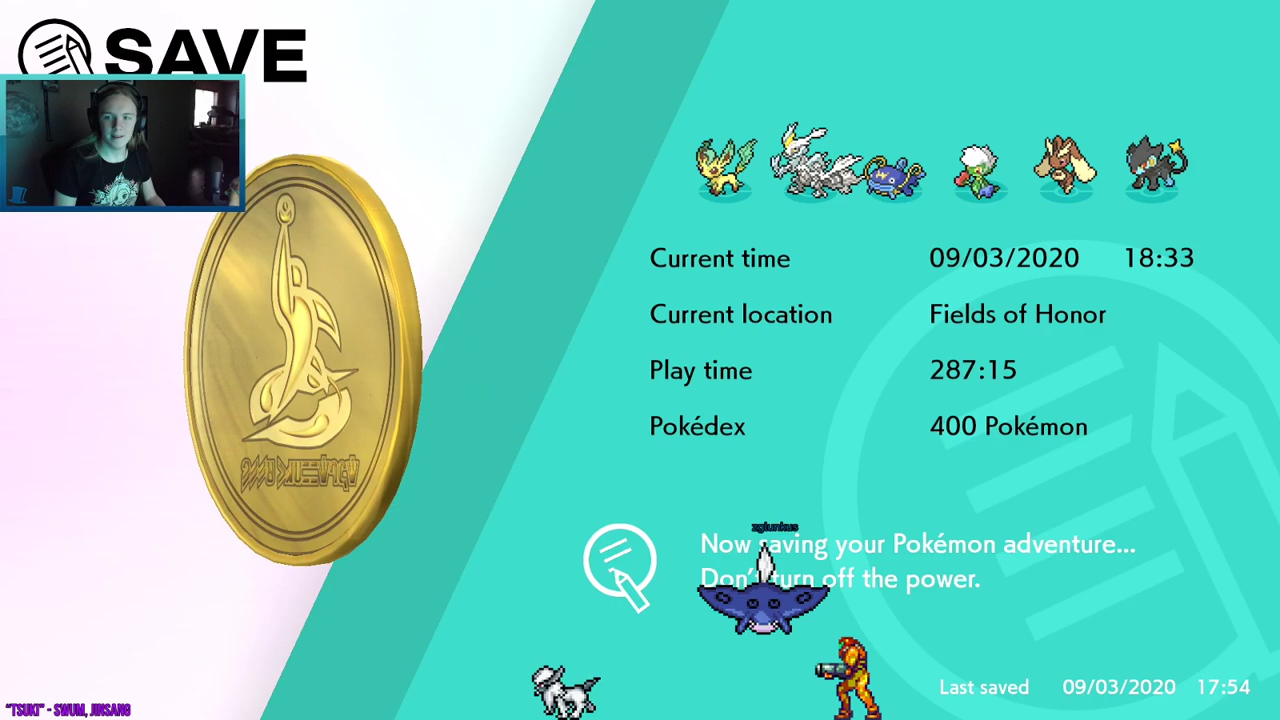 SAVE
Current time 09/03/2020 18:33
Current location Fields of Honor
Play time 287:15
Pokédex 400 Pokémon
zglunkus
Now saving your Pokémon adventure...
Don't turn off the power.
Last saved 09/03/2020 17:54
"TSUKI" - SWUM, JINSANG